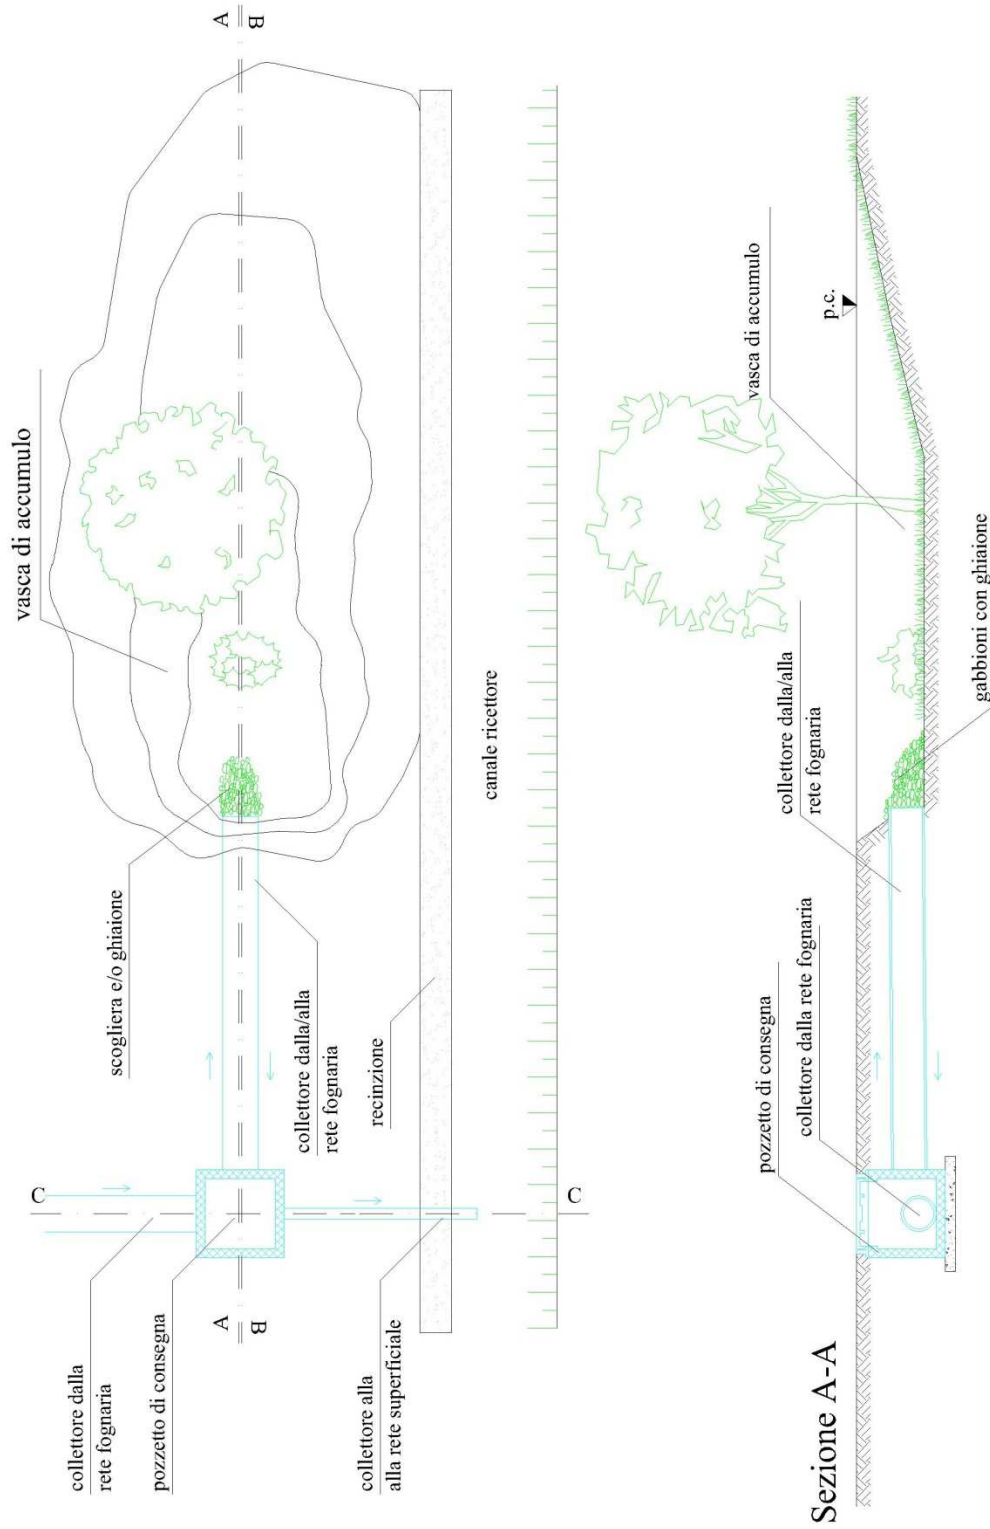 vasca di accumulo
A
B
scogliera e/o ghiaione
C
collettore dalla
rete fognaria
pozzetto di consegna
A
B
collettore dalla/alla
rete fognaria
recinzione
collettore alla
alla rete superficiale
canale ricettore
C
p.c.
vasca di accumulo
collettore dalla/alla
rete fognaria
pozzetto di consegna
collettore dalla rete fognaria
gabbioni con ghiaione
Sezione A-A